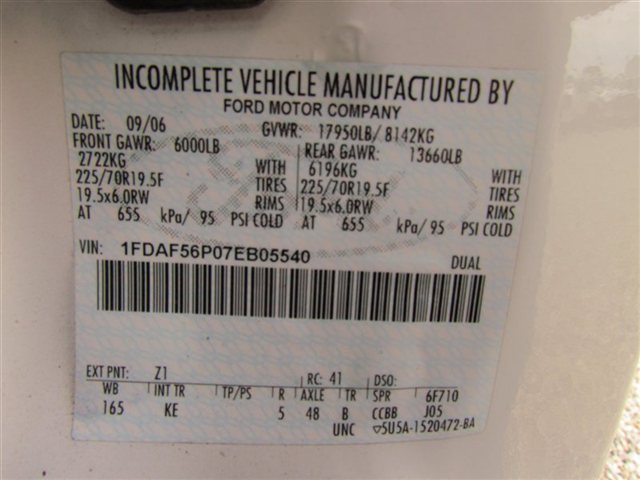 INCOMPLETE VEHICLE MANUFACTURED BY
FORD MOTOR COMPANY
DATE: 09/06 GVWR: 17950LB/ 8142KG
FRONT GAWR: 6000LB REAR GAWR: 13660LB
2722KG WITH 6196KG WITH
225/70R19.5F TIRES 225/70R19.5F TIRES
19.5x6.0RW RIMS 19.5x6.0RW RIMS
AT 655 kPa/ 95 PSI COLD AT 655 kPa/ 95 PSI COLD
VIN: 1FDAF56P07EB05540 DUAL
EXT PNT: Z1 RC: 41 DSO:
WB INT TR TP/PS R AXLE TR SPR 6F710
165 KE 5 48 B CCBB J05
UNC ▽5U5A-1520472-BA